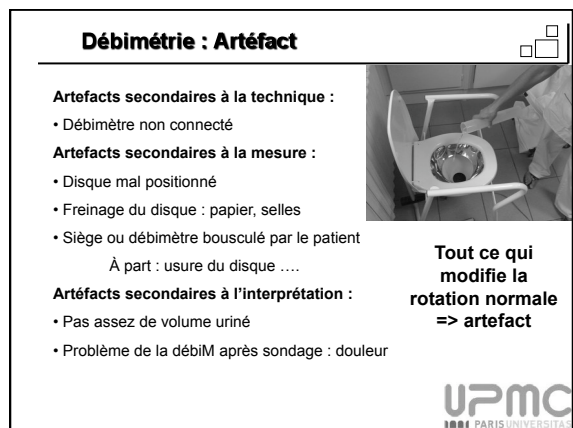 Débimétrie : Artéfact
Artefacts secondaires à la technique :
• Débimètre non connecté
Artefacts secondaires à la mesure :
• Disque mal positionné
• Freinage du disque : papier, selles
• Siège ou débimètre bousculé par le patient
À part : usure du disque ….
Artéfacts secondaires à l’interprétation :
• Pas assez de volume uriné
• Problème de la débiM après sondage : douleur
Tout ce qui
modifie la
rotation normale
=> artefact
UPMC
PARIS UNIVERSITAS